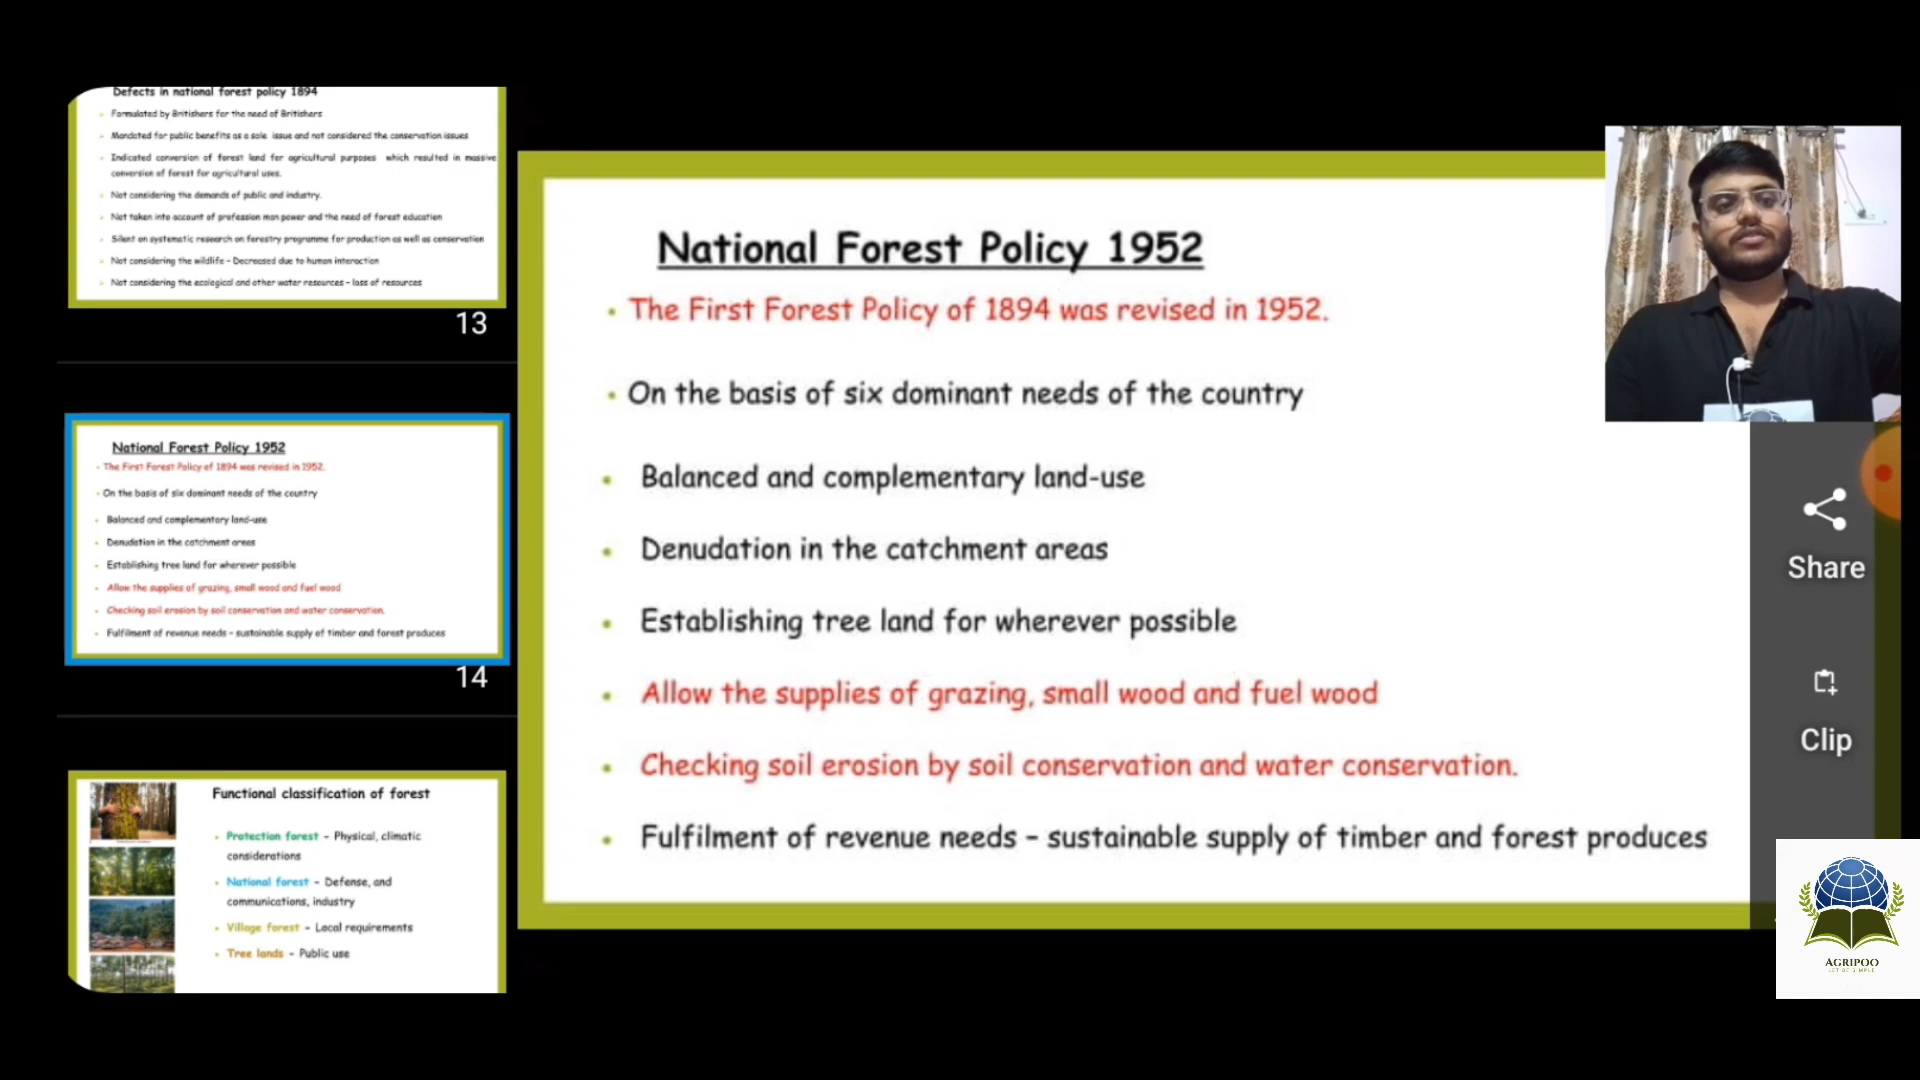 Defects in national forest policy 1894
Formulated by Britishers for the need of Britishers
Mandated for public benefits as a sole issue and not considered the conservation issues
Indicated conversion of forest land for agricultural purposes which resulted in massive
conversion of forest for agricultural uses.
Not considering the demands of public and industry.
Not taken into account of profession man power and the need of forest education
Silent on systematic research on forestry programme for production as well as conservation
Not considering the wildlife – Decreased due to human interaction
Not considering the ecological and other water resources – loss of resources
13
National Forest Policy 1952
The First Forest Policy of 1894 was revised in 1952.
On the basis of six dominant needs of the country
Balanced and complementary land-use
Denudation in the catchment areas
Establishing tree land for wherever possible
Allow the supplies of grazing, small wood and fuel wood
Checking soil erosion by soil conservation and water conservation.
Fulfilment of revenue needs – sustainable supply of timber and forest produces
14
Functional classification of forest
Protection forest – Physical, climatic
considerations
National forest – Defense, and
communications, industry
Village forest – Local requirements
Tree lands – Public use
National Forest Policy 1952
The First Forest Policy of 1894 was revised in 1952.
On the basis of six dominant needs of the country
Balanced and complementary land-use
Denudation in the catchment areas
Establishing tree land for wherever possible
Allow the supplies of grazing, small wood and fuel wood
Checking soil erosion by soil conservation and water conservation.
Fulfilment of revenue needs – sustainable supply of timber and forest produces
Share
Clip
AGRIPOO
LET BE SIMPLE